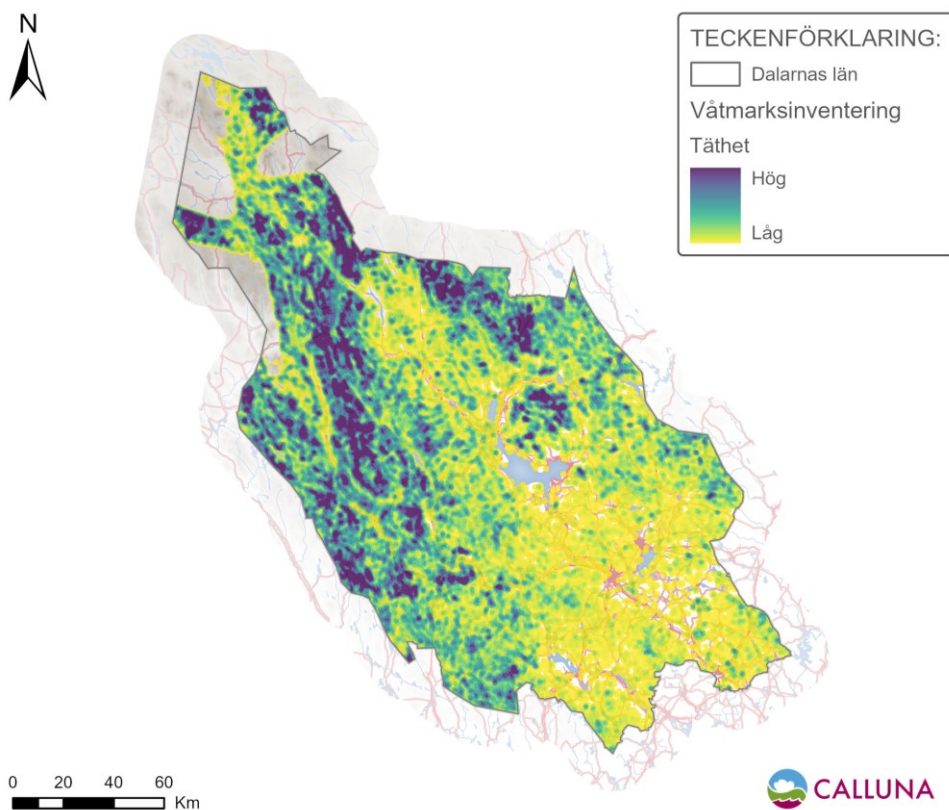 N
TECKENFÖRKLARING:
Dalarnas län
Våtmarksinventering
Täthet
Hög
Låg
0 20 40 60
Km
CALLUNA